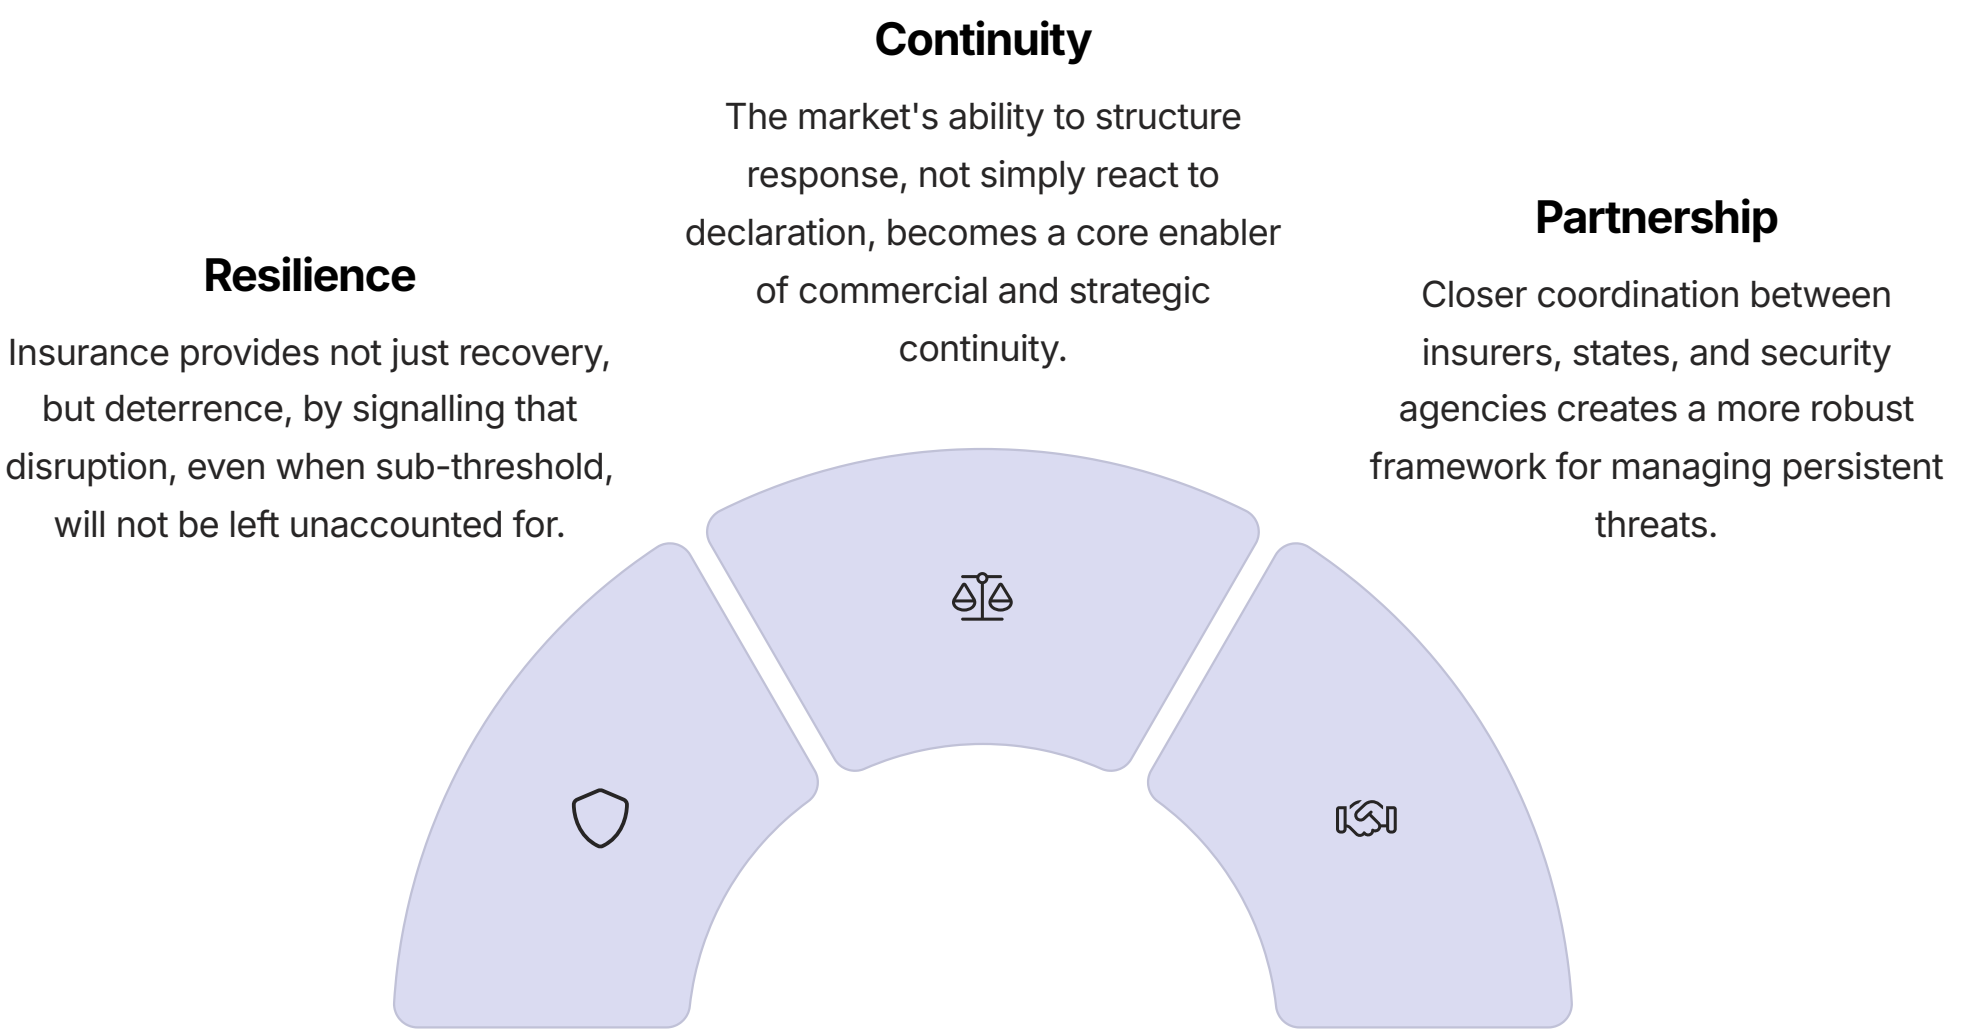 Continuity
The market's ability to structure
response, not simply react to
declaration, becomes a core enabler
of commercial and strategic
continuity.
Resilience
Insurance provides not just recovery,
but deterrence, by signalling that
disruption, even when sub-threshold,
will not be left unaccounted for.
Partnership
Closer coordination between
insurers, states, and security
agencies creates a more robust
framework for managing persistent
threats.